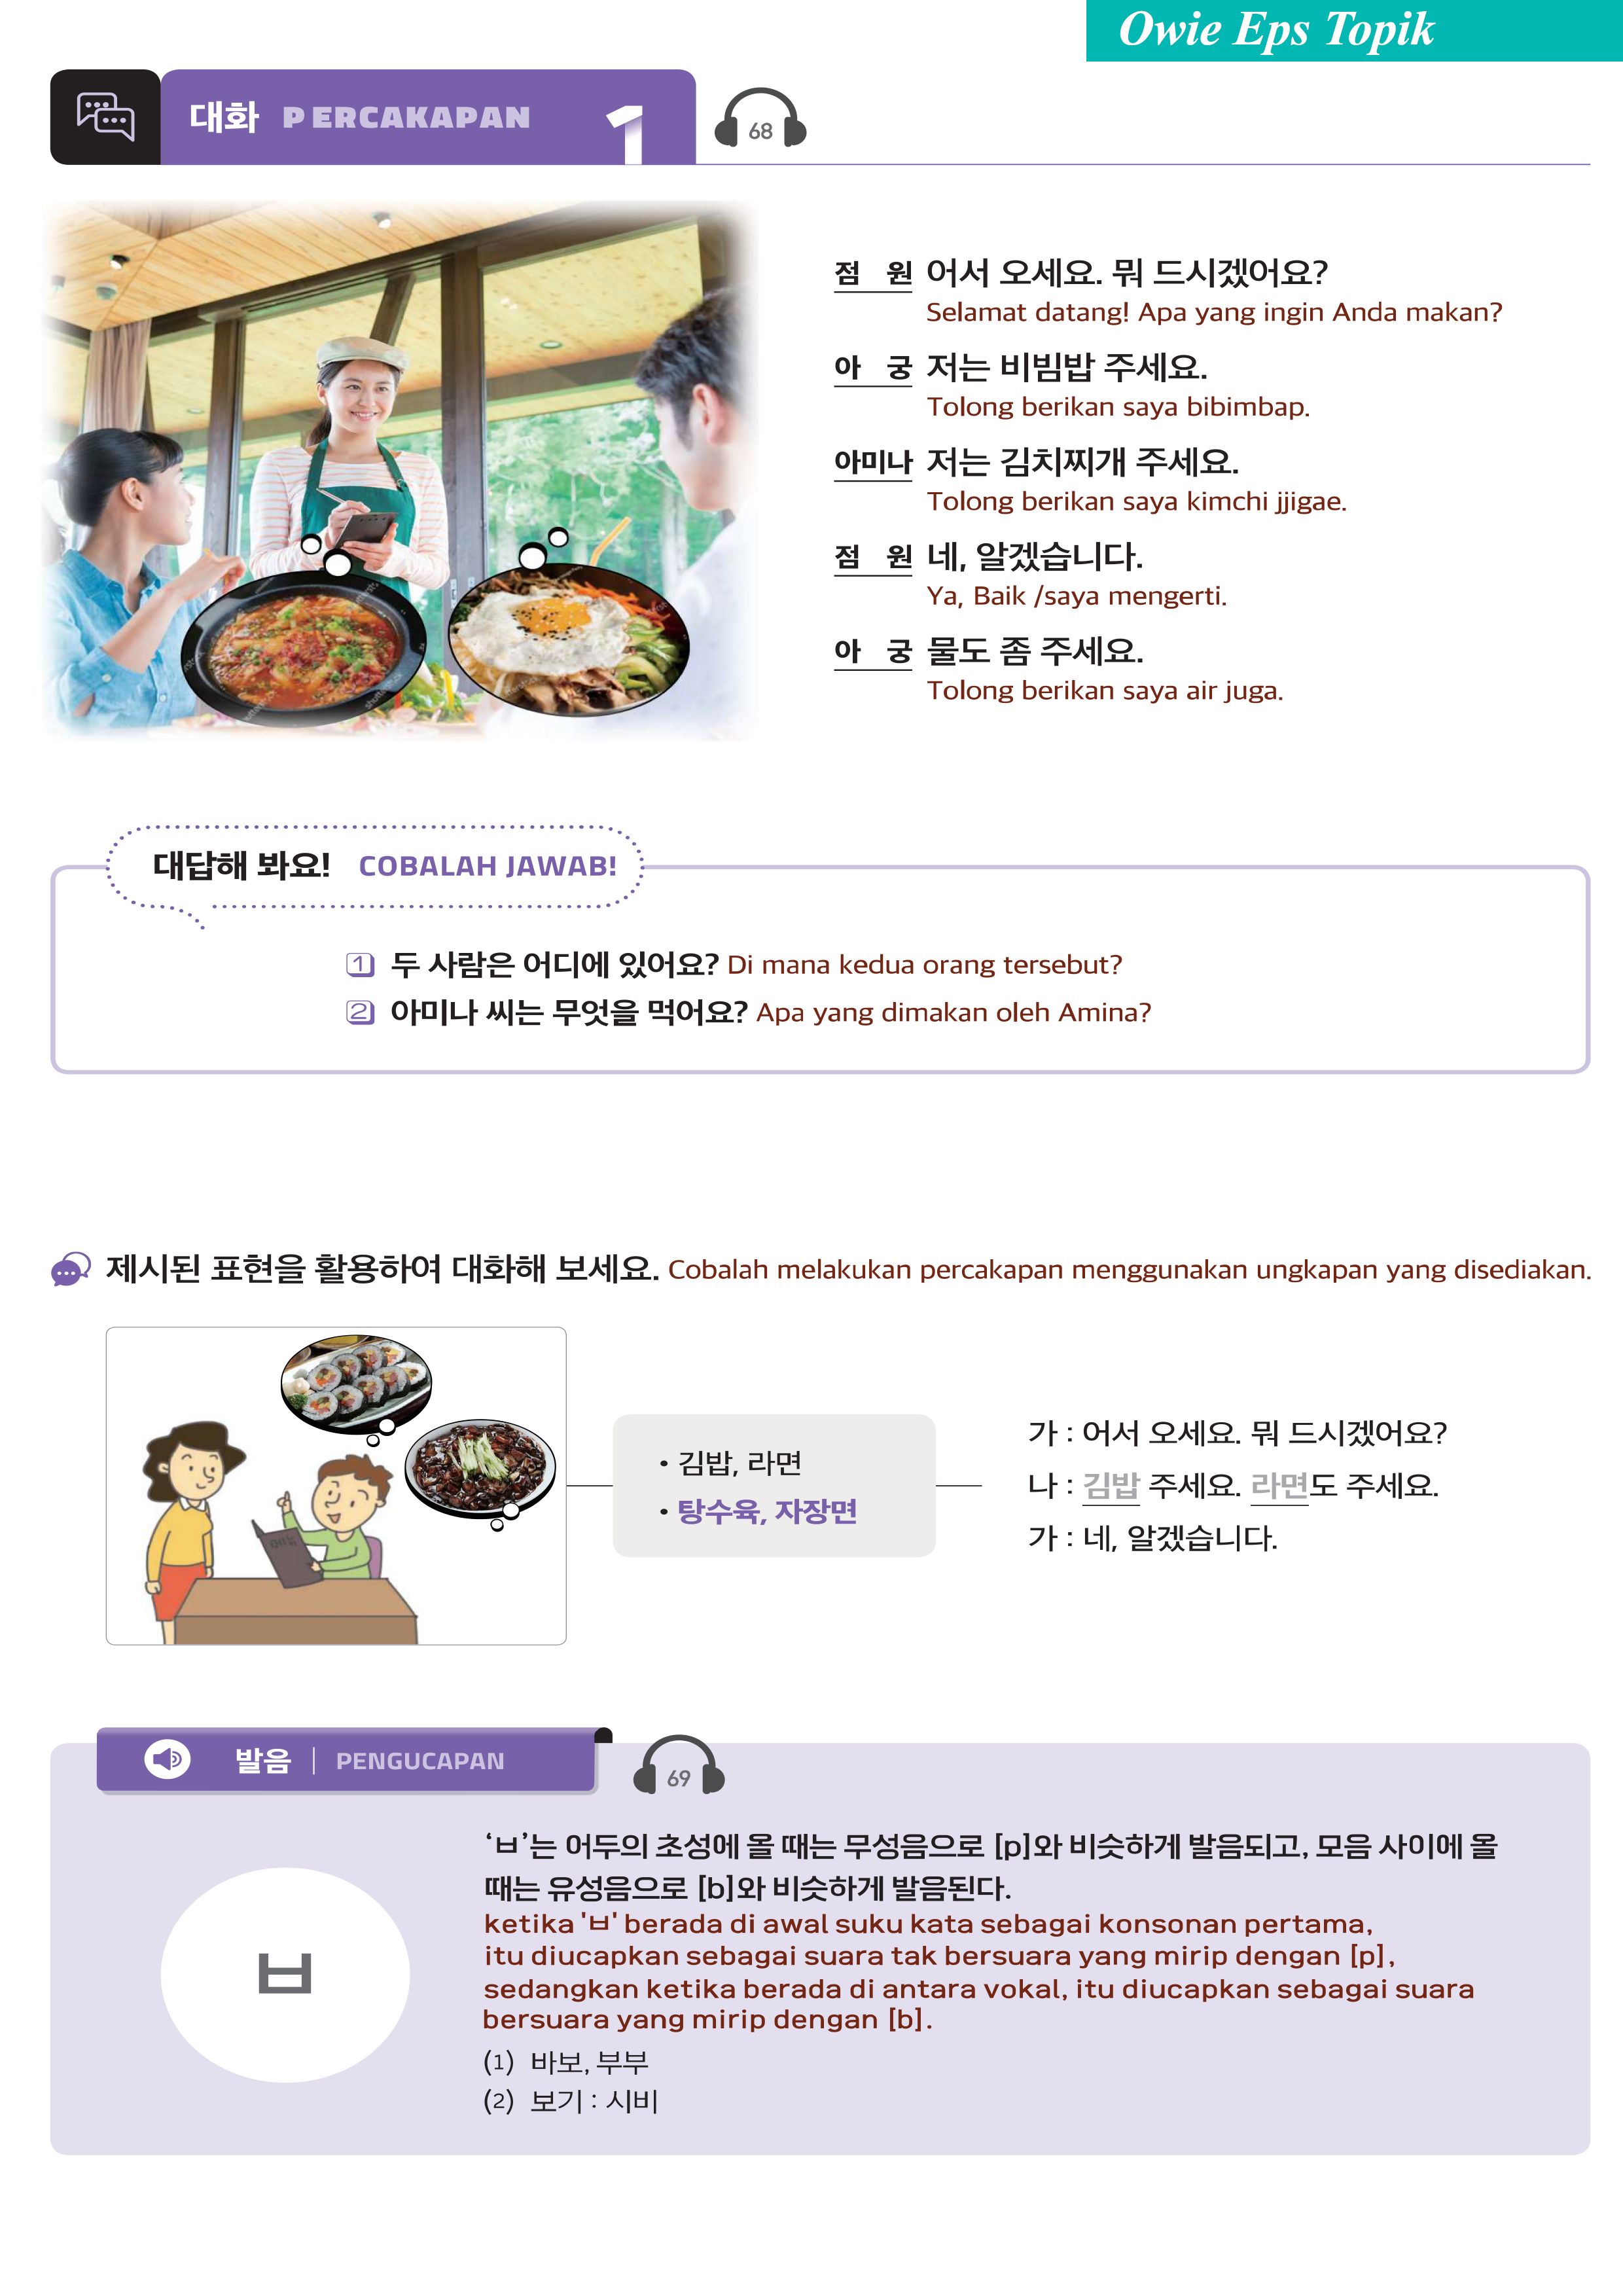 Owie Eps Topik
대화 PERCAKAPAN 1
68
점 원 어서 오세요. 뭐 드시겠어요?
Selamat datang! Apa yang ingin Anda makan?
아 궁 저는 비빔밥 주세요.
Tolong berikan saya bibimbap.
아미나 저는 김치찌개 주세요.
Tolong berikan saya kimchi jjigae.
점 원 네, 알겠습니다.
Ya, Baik /saya mengerti.
아 궁 물도 좀 주세요.
Tolong berikan saya air juga.
대답해 봐요! COBALAH JAWAB!
1 두 사람은 어디에 있어요? Di mana kedua orang tersebut?
2 아미나 씨는 무엇을 먹어요? Apa yang dimakan oleh Amina?
제시된 표현을 활용하여 대화해 보세요. Cobalah melakukan percakapan menggunakan ungkapan yang disediakan.
• 김밥, 라면
• 탕수육, 자장면
가 : 어서 오세요. 뭐 드시겠어요?
나 : 김밥 주세요. 라면도 주세요.
가 : 네, 알겠습니다.
발음 | PENGUCAPAN
69
ㅂ
‘ㅂ’는 어두의 초성에 올 때는 무성음으로 [p]와 비슷하게 발음되고, 모음 사이에 올
때는 유성음으로 [b]와 비슷하게 발음된다.
ketika 'ㅂ' berada di awal suku kata sebagai konsonan pertama,
itu diucapkan sebagai suara tak bersuara yang mirip dengan [p],
sedangkan ketika berada di antara vokal, itu diucapkan sebagai suara
bersuara yang mirip dengan [b].
(1) 바보, 부부
(2) 보기 : 시비